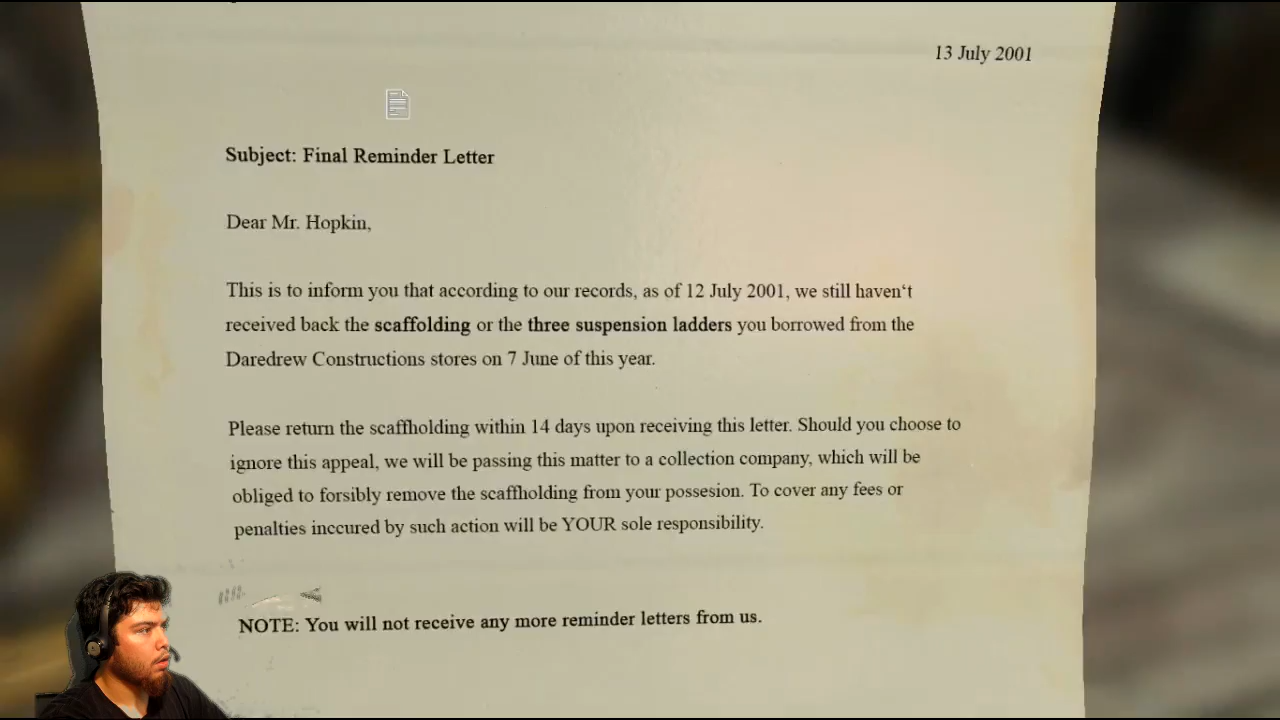 13 July 2001
Subject: Final Reminder Letter
Dear Mr. Hopkin,
This is to inform you that according to our records, as of 12 July 2001, we still haven‘t
received back the scaffolding or the three suspension ladders you borrowed from the
Daredrew Constructions stores on 7 June of this year.
Please return the scaffholding within 14 days upon receiving this letter. Should you choose to
ignore this appeal, we will be passing this matter to a collection company, which will be
obliged to forsibly remove the scaffholding from your possesion. To cover any fees or
penalties inccured by such action will be YOUR sole responsibility.
NOTE: You will not receive any more reminder letters from us.